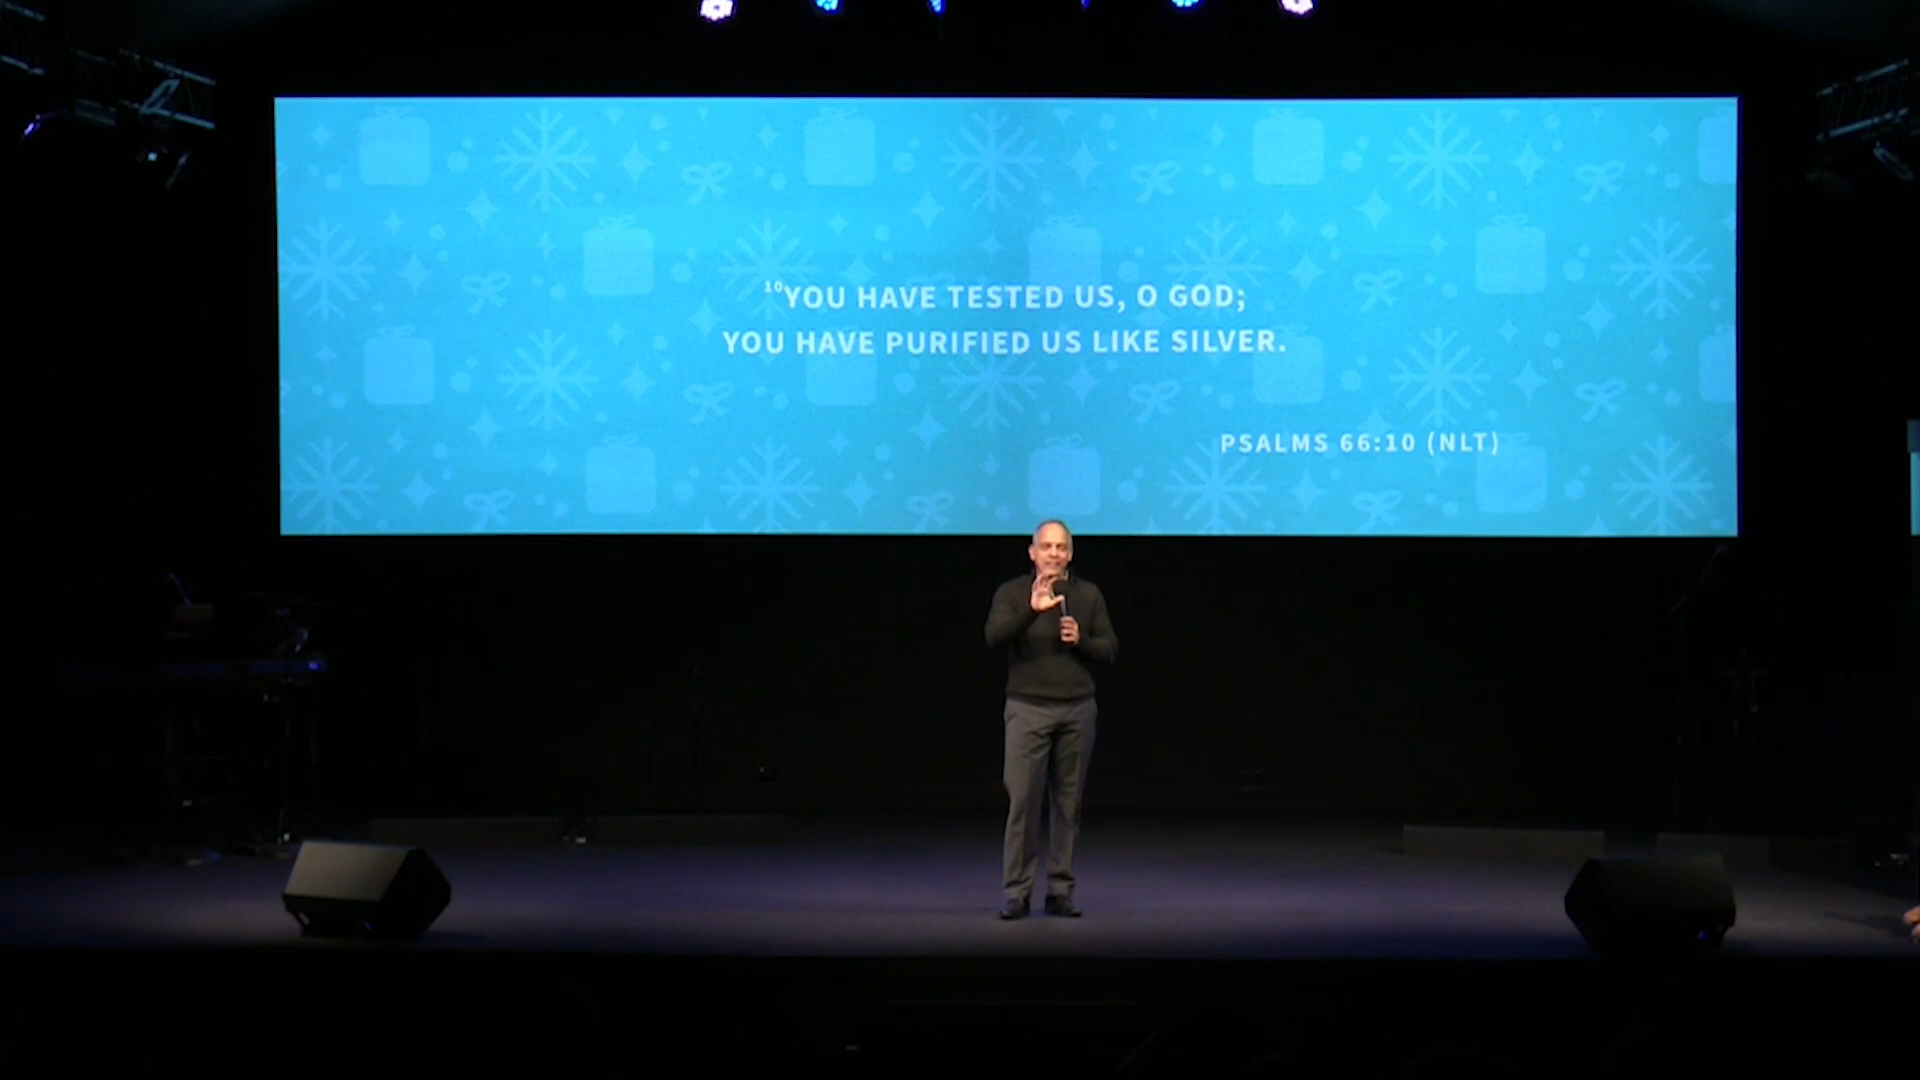 ¹⁰YOU HAVE TESTED US, O GOD;
YOU HAVE PURIFIED US LIKE SILVER.
PSALMS 66:10 (NLT)